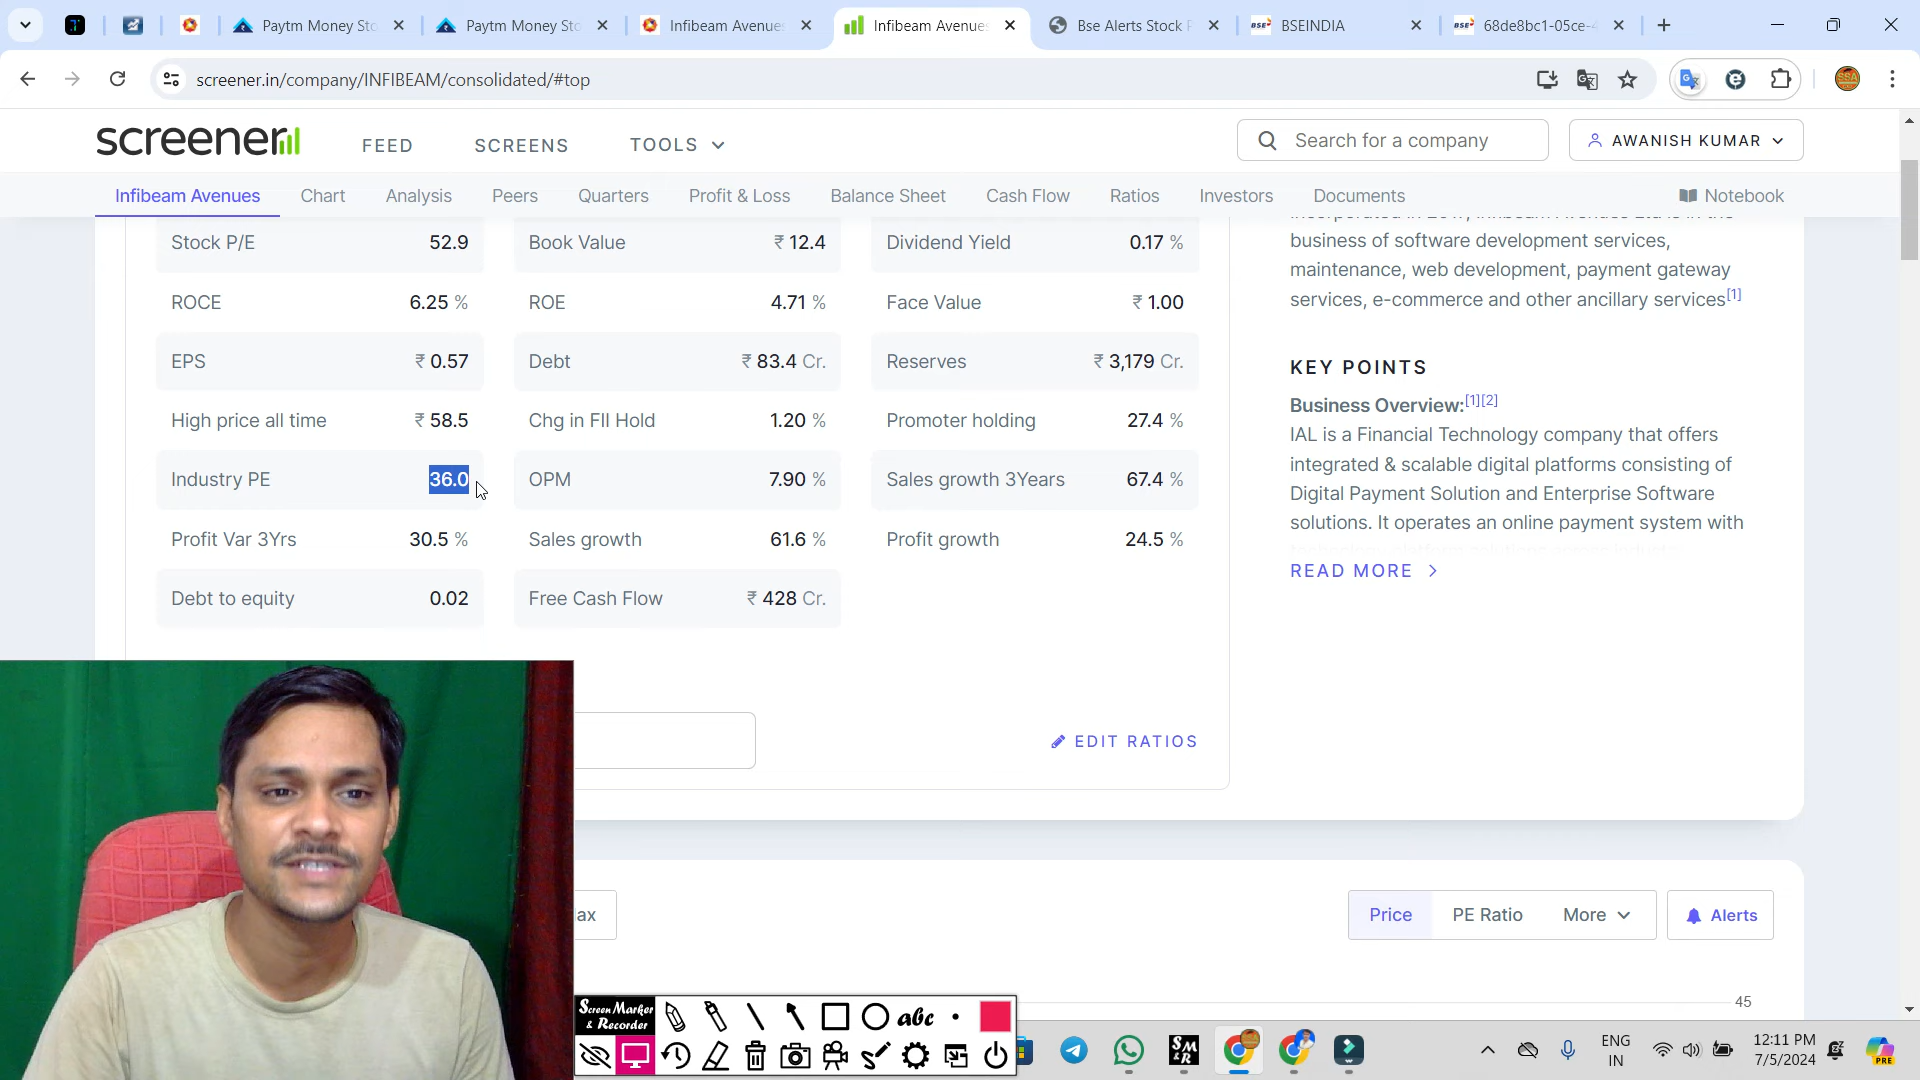 Paytm Money Sto
Paytm Money Sto
Infibeam Avenues
Infibeam Avenues
Bse Alerts Stock P
BSE
BSEINDIA
BSE
68de8bc1-05ce-4
screener.in/company/INFIBEAM/consolidated/#top
screener
FEED
SCREENS
TOOLS
Search for a company
AWANISH KUMAR
Infibeam Avenues
Chart
Analysis
Peers
Quarters
Profit & Loss
Balance Sheet
Cash Flow
Ratios
Investors
Documents
Notebook
Stock P/E 52.9
Book Value ₹ 12.4
Dividend Yield 0.17 %
ROCE 6.25 %
ROE 4.71 %
Face Value ₹ 1.00
EPS ₹ 0.57
Debt ₹ 83.4 Cr.
Reserves ₹ 3,179 Cr.
High price all time ₹ 58.5
Chg in FII Hold 1.20 %
Promoter holding 27.4 %
Industry PE 36.0
OPM 7.90 %
Sales growth 3Years 67.4 %
Profit Var 3Yrs 30.5 %
Sales growth 61.6 %
Profit growth 24.5 %
Debt to equity 0.02
Free Cash Flow ₹ 428 Cr.
business of software development services,
maintenance, web development, payment gateway
services, e-commerce and other ancillary services[1]
KEY POINTS
Business Overview:[1][2]
IAL is a Financial Technology company that offers
integrated & scalable digital platforms consisting of
Digital Payment Solution and Enterprise Software
solutions. It operates an online payment system with
READ MORE
EDIT RATIOS
ax
Price
PE Ratio
More
Alerts
45
Screen Marker
& Recorder
abc
SM
&R
ENG
IN
12:11 PM
7/5/2024
PRE